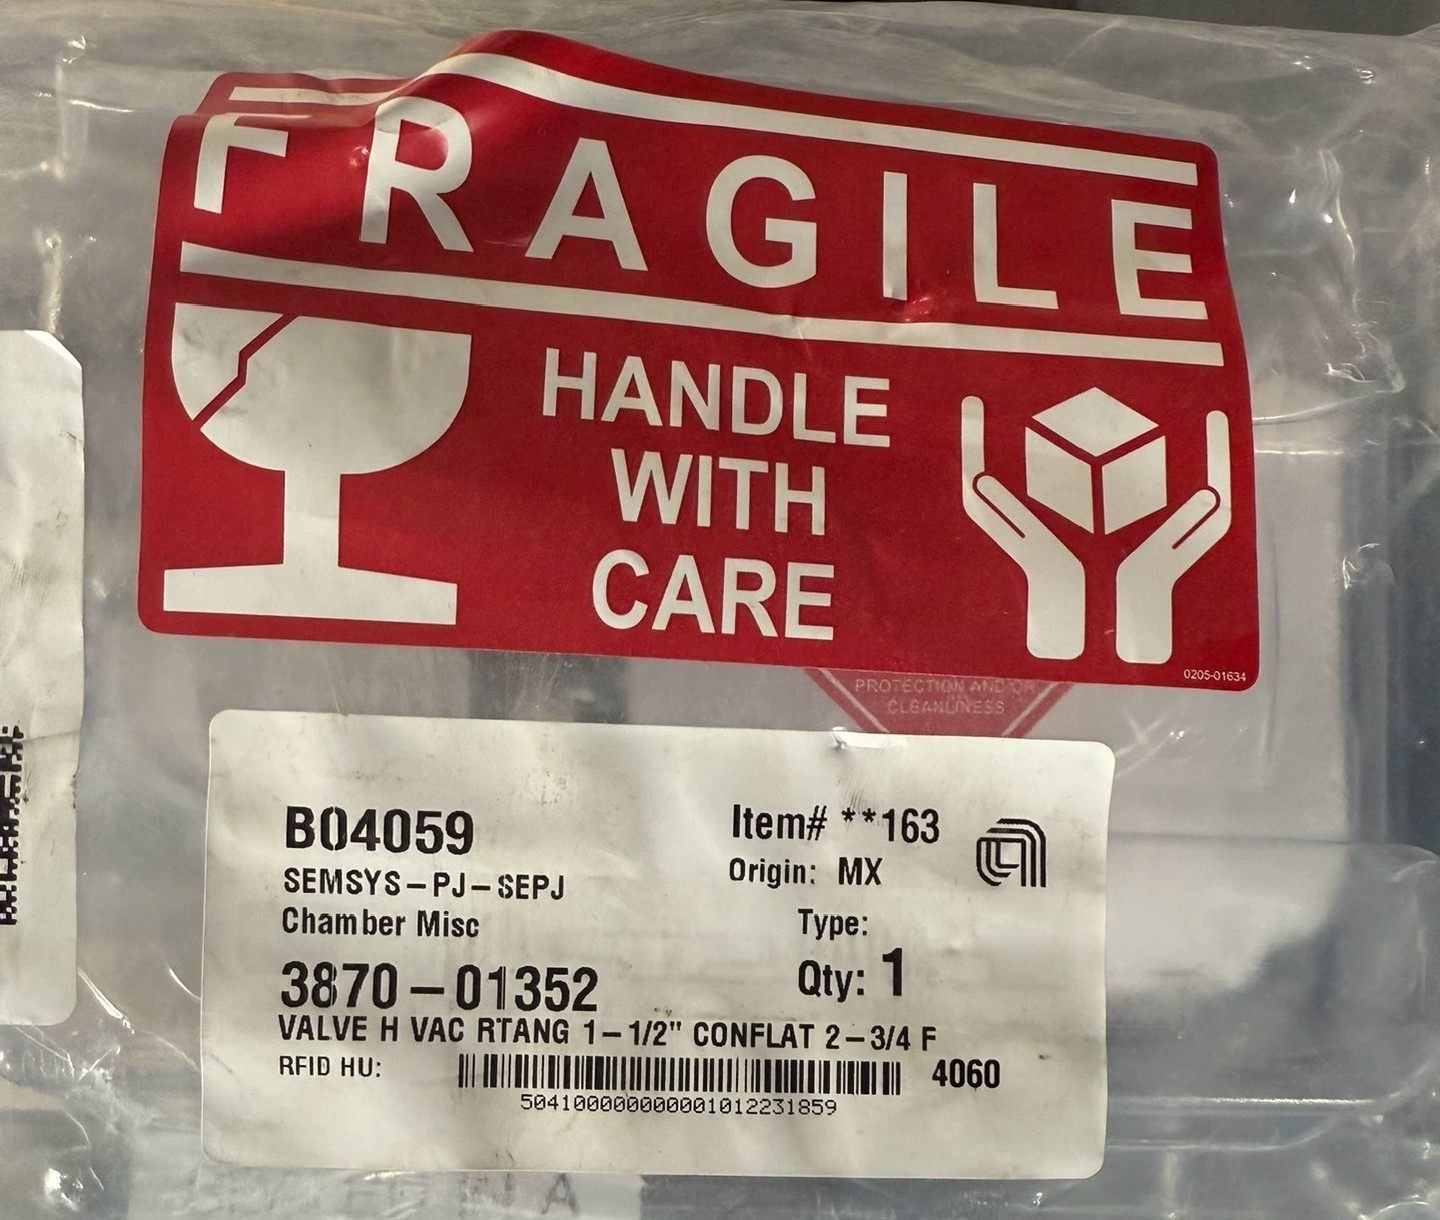 FRAGILE
HANDLE
WITH
CARE
0205-01634
PROTECTION AND/OR
CLEANLINESS
B04059
Item# **163
SEMSYS-PJ-SEPJ
Origin: MX
Chamber Misc
Type:
3870-01352
Qty: 1
VALVE H VAC RTANG 1-1/2" CONFLAT 2-3/4 F
RFID HU:
4060